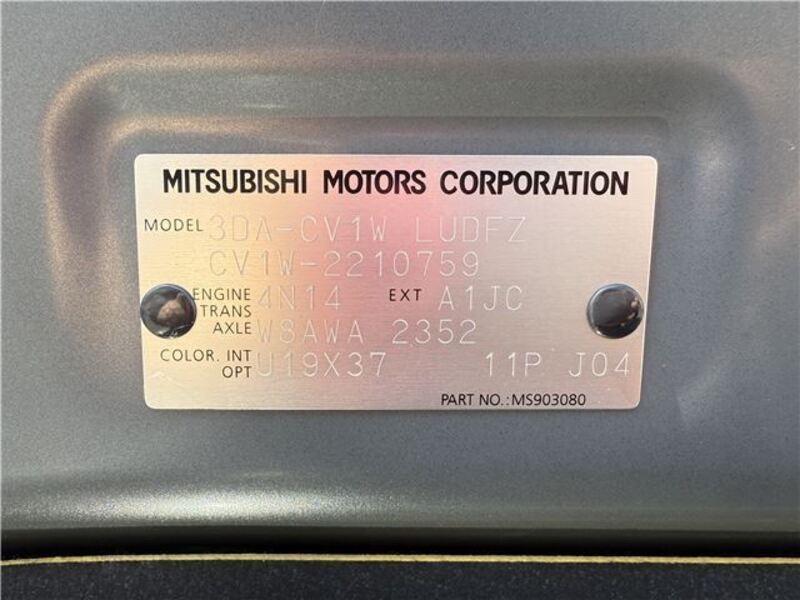 MITSUBISHI MOTORS CORPORATION
MODEL 3DA-CV1W LUDFZ
CV1W-2210759
ENGINE 4N14 EXT A1JC
TRANS
AXLE W8AWA 2352
COLOR. INT U19X37 11P J04
OPT
PART NO.: MS903080